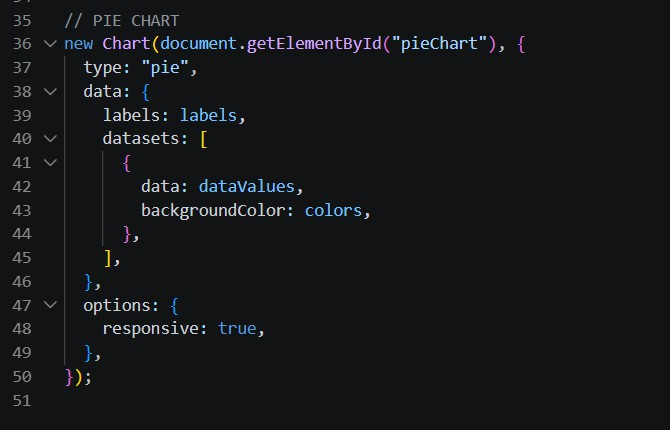 35 // PIE CHART
36 new Chart(document.getElementById("pieChart"), {
37   type: "pie",
38   data: {
39     labels: labels,
40     datasets: [
41       {
42         data: dataValues,
43         backgroundColor: colors,
44       },
45     ],
46   },
47   options: {
48     responsive: true,
49   },
50 });
51